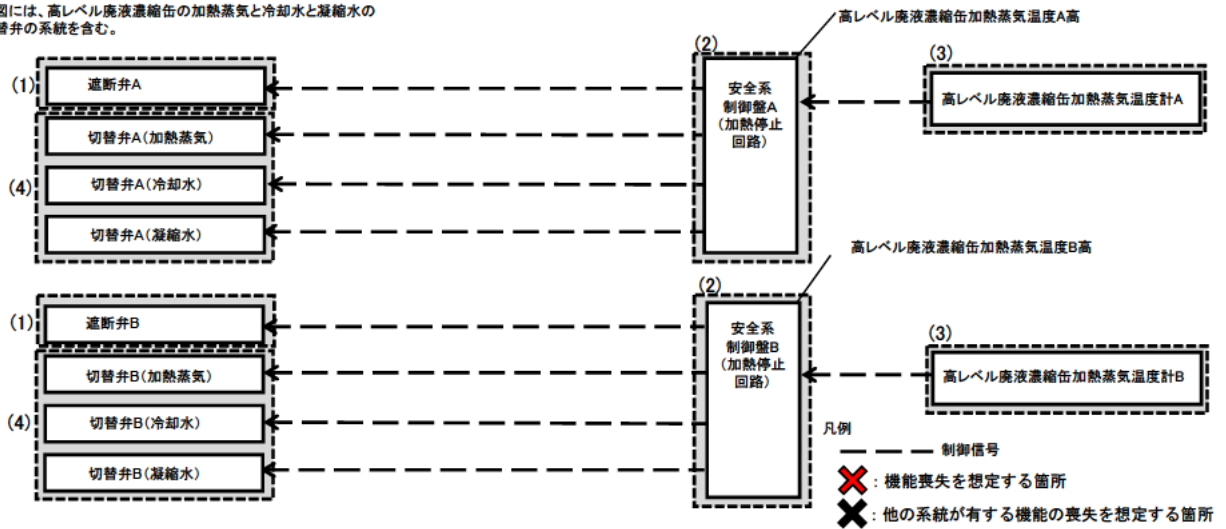 図には、高レベル廃液濃縮缶の加熱蒸気と冷却水と凝縮水の
替弁の系統を含む。
高レベル廃液濃縮缶加熱蒸気温度A高
(1)
遮断弁A
切替弁A(加熱蒸気)
(4)
切替弁A(冷却水)
切替弁A(凝縮水)
(2)
安全系
制御盤A
(加熱停止
回路)
(3)
高レベル廃液濃縮缶加熱蒸気温度計A
高レベル廃液濃縮缶加熱蒸気温度B高
(1)
遮断弁B
切替弁B(加熱蒸気)
(4)
切替弁B(冷却水)
切替弁B(凝縮水)
(2)
安全系
制御盤B
(加熱停止
回路)
(3)
高レベル廃液濃縮缶加熱蒸気温度計B
凡例
制御信号
：機能喪失を想定する箇所
：他の系統が有する機能の喪失を想定する箇所